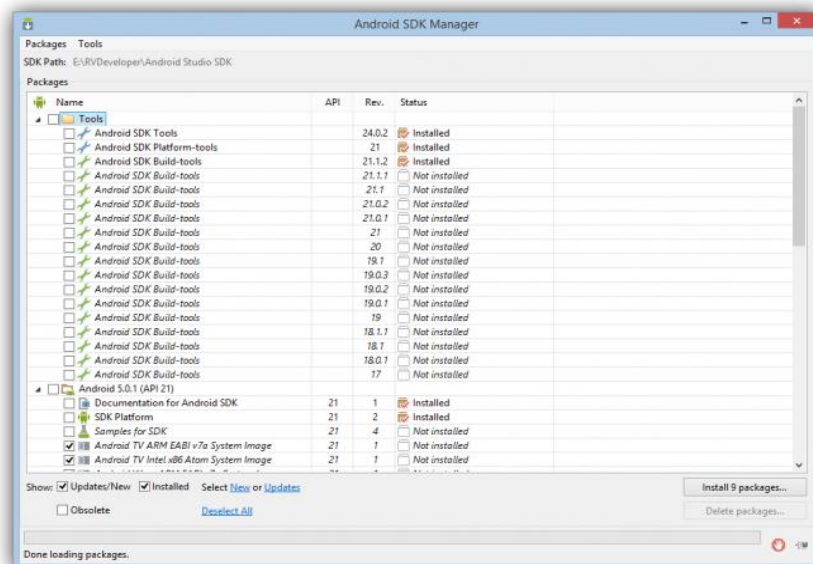 Android SDK Manager
Packages Tools
SDK Path: E:\RVDeveloper\Android Studio SDK
Packages
Name API Rev. Status
Tools
Android SDK Tools 24.0.2 Installed
Android SDK Platform-tools 21 Installed
Android SDK Build-tools 21.1.2 Installed
Android SDK Build-tools 21.1.1 Not installed
Android SDK Build-tools 21.1 Not installed
Android SDK Build-tools 21.0.2 Not installed
Android SDK Build-tools 21.0.1 Not installed
Android SDK Build-tools 21 Not installed
Android SDK Build-tools 20 Not installed
Android SDK Build-tools 19.1 Not installed
Android SDK Build-tools 19.0.3 Not installed
Android SDK Build-tools 19.0.2 Not installed
Android SDK Build-tools 19.0.1 Not installed
Android SDK Build-tools 19 Not installed
Android SDK Build-tools 18.1.1 Not installed
Android SDK Build-tools 18.1 Not installed
Android SDK Build-tools 18.0.1 Not installed
Android SDK Build-tools 17 Not installed
Android 5.0.1 (API 21)
Documentation for Android SDK 21 1 Installed
SDK Platform 21 2 Installed
Samples for SDK 21 4 Not installed
Android TV ARM EABI v7a System Image 21 1 Not installed
Android TV Intel x86 Atom System Image 21 1 Not installed
Show: Updates/New Installed Select New or Updates Install 9 packages...
Obsolete Deselect All Delete packages...
Done loading packages.